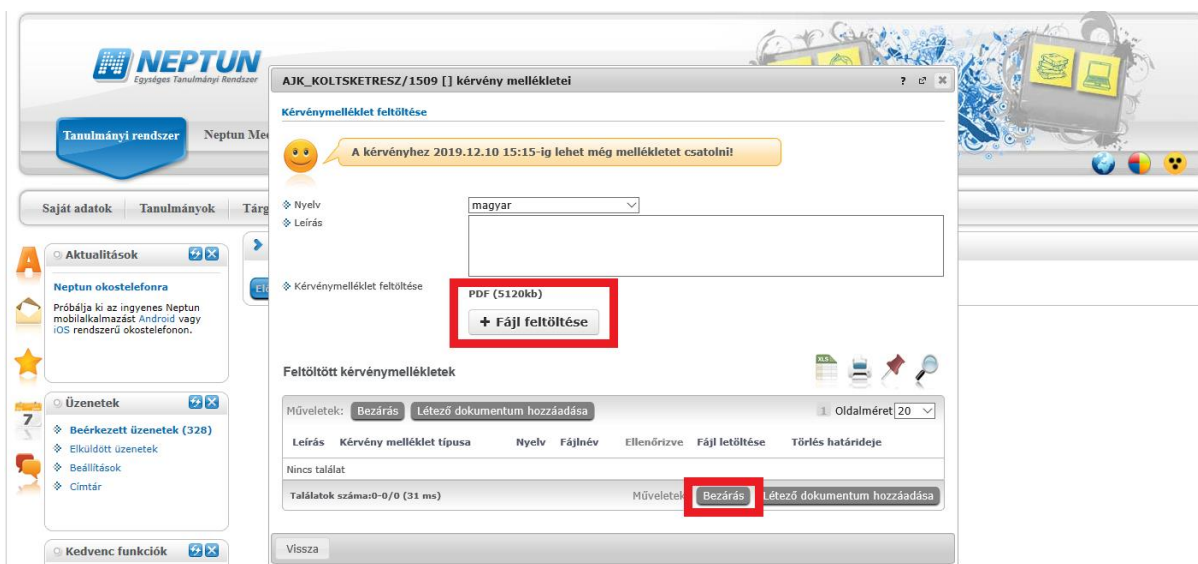 NEPTUN
Egységes Tanulmányi Rendszer
Tanulmányi rendszer
Neptun Mee
Saját adatok
Tanulmányok
Tárg
Aktualitások
Neptun okostelefonra
Próbálja ki az ingyenes Neptun
mobilalkalmazást Android vagy
iOS rendszerű okostelefonon.
7
Üzenetek
Beérkezett üzenetek (328)
Elküldött üzenetek
Beállítások
Címtár
Kedvenc funkciók
AJK_KOLTSKETRESZ/1509 [] kérvény mellékletei
?
Kérvénymelléklet feltöltése
A kérvényhez 2019.12.10 15:15-ig lehet még mellékletet csatolni!
Nyelv
magyar
Leírás
Kérvénymelléklet feltöltése
PDF (5120kb)
+ Fájl feltöltése
Feltöltött kérvénymellékletek
XLS
Műveletek: Bezárás Létező dokumentum hozzáadása
1 Oldalméret 20
Leírás Kérvény melléklet típusa Nyelv Fájlnév Ellenőrizve Fájl letöltése Törlés határideje
Nincs találat
Találatok száma:0-0/0 (31 ms)
Műveletek Bezárás Létező dokumentum hozzáadása
Vissza